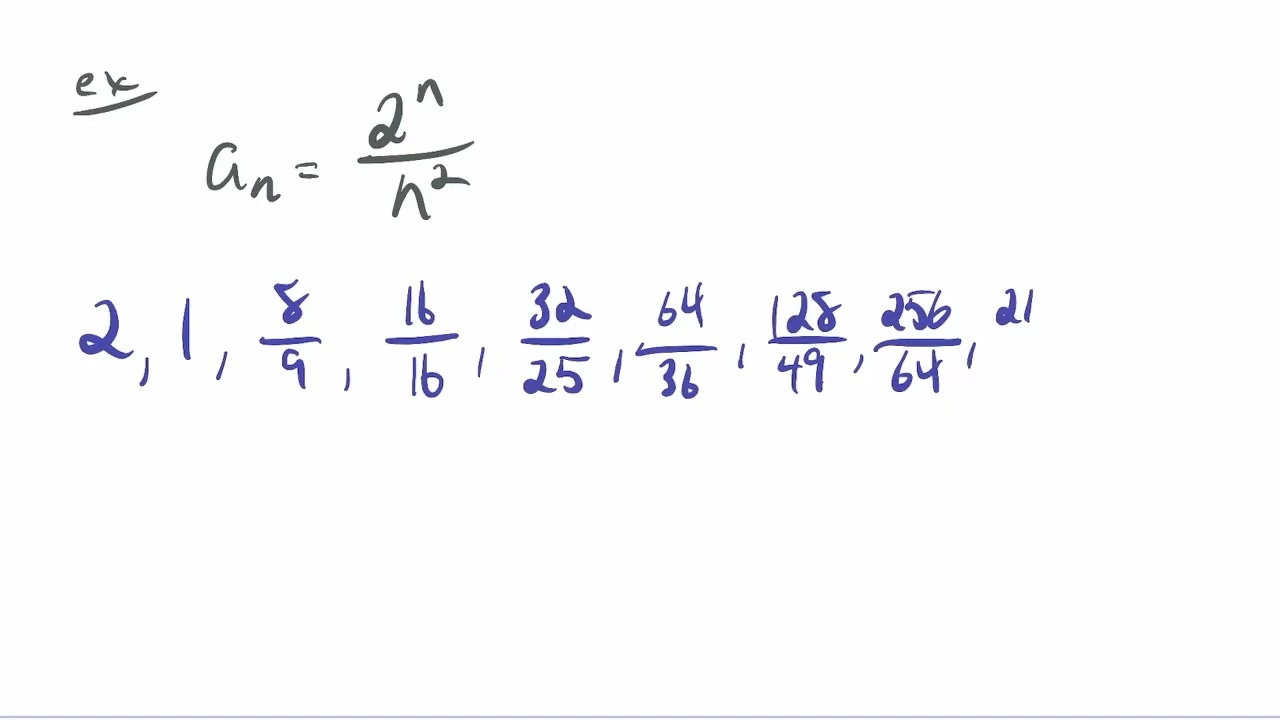 ex
aₙ = 2ⁿ/n²
2, 1, 8/9, 16/16, 32/25, 64/36, 128/49, 256/64, 21